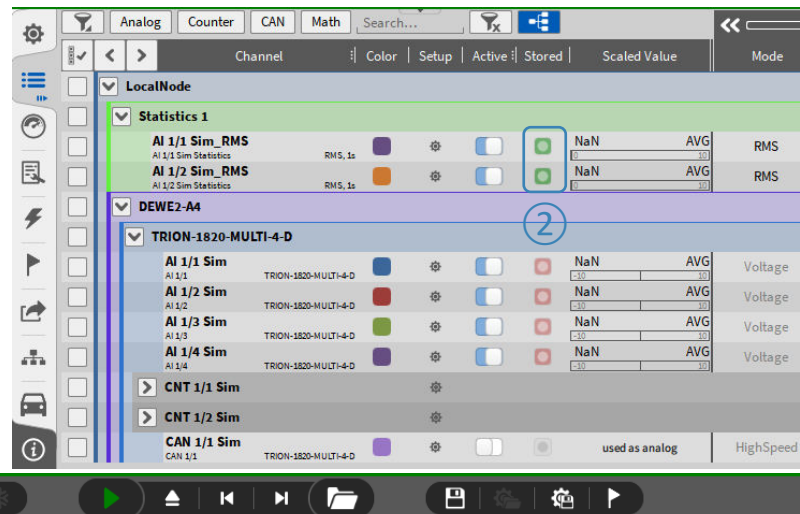 Analog Counter CAN Math Search...
Channel Color Setup Active Stored Scaled Value Mode
LocalNode
Statistics 1
AI 1/1 Sim_RMS NaN AVG RMS
AI 1/1 Sim Statistics RMS, 1s 0 10
AI 1/2 Sim_RMS NaN AVG RMS
AI 1/2 Sim Statistics RMS, 1s 0 10
DEWE2-A4
2
TRION-1820-MULTI-4-D
AI 1/1 Sim NaN AVG Voltage
AI 1/1 TRION-1820-MULTI-4-D -10 10
AI 1/2 Sim NaN AVG Voltage
AI 1/2 TRION-1820-MULTI-4-D -10 10
AI 1/3 Sim NaN AVG Voltage
AI 1/3 TRION-1820-MULTI-4-D -10 10
AI 1/4 Sim NaN AVG Voltage
AI 1/4 TRION-1820-MULTI-4-D -10 10
CNT 1/1 Sim
CNT 1/2 Sim
CAN 1/1 Sim used as analog HighSpeed
CAN 1/1 TRION-1820-MULTI-4-D